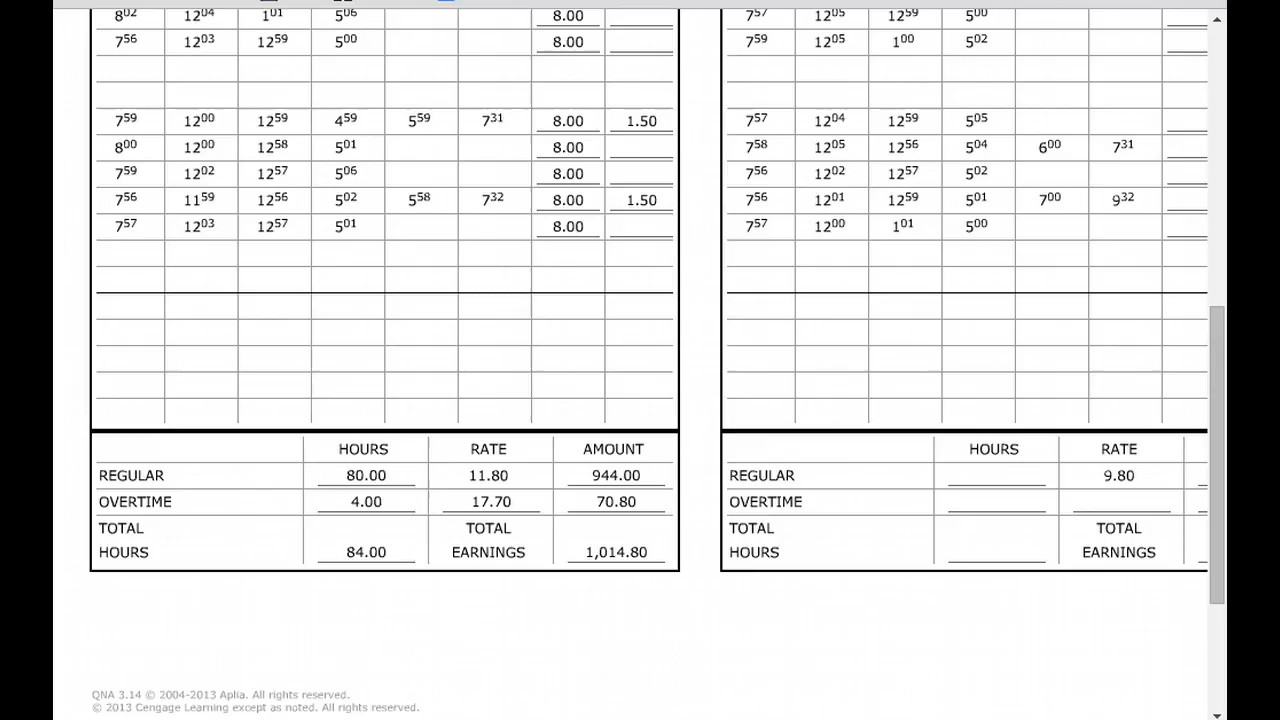 8⁰² 12⁰⁴ 1⁰¹ 5⁰⁶ 8.00
7⁵⁶ 12⁰³ 12⁵⁹ 5⁰⁰ 8.00
7⁵⁹ 12⁰⁰ 12⁵⁹ 4⁵⁹ 5⁵⁹ 7³¹ 8.00 1.50
8⁰⁰ 12⁰⁰ 12⁵⁸ 5⁰¹ 8.00
7⁵⁹ 12⁰² 12⁵⁷ 5⁰⁶ 8.00
7⁵⁶ 11⁵⁹ 12⁵⁶ 5⁰² 5⁵⁸ 7³² 8.00 1.50
7⁵⁷ 12⁰³ 12⁵⁷ 5⁰¹ 8.00
HOURS RATE AMOUNT
REGULAR 80.00 11.80 944.00
OVERTIME 4.00 17.70 70.80
TOTAL TOTAL
HOURS 84.00 EARNINGS 1,014.80
7⁵⁷ 12⁰⁵ 12⁵⁹ 5⁰⁰
7⁵⁹ 12⁰⁵ 1⁰⁰ 5⁰²
7⁵⁷ 12⁰⁴ 12⁵⁹ 5⁰⁵
7⁵⁸ 12⁰⁵ 12⁵⁶ 5⁰⁴ 6⁰⁰ 7³¹
7⁵⁶ 12⁰² 12⁵⁷ 5⁰²
7⁵⁶ 12⁰¹ 12⁵⁹ 5⁰¹ 7⁰⁰ 9³²
7⁵⁷ 12⁰⁰ 1⁰¹ 5⁰⁰
HOURS RATE
REGULAR 9.80
OVERTIME
TOTAL TOTAL
HOURS EARNINGS
QNA 3.14 © 2004-2013 Aplia. All rights reserved.
© 2013 Cengage Learning except as noted. All rights reserved.